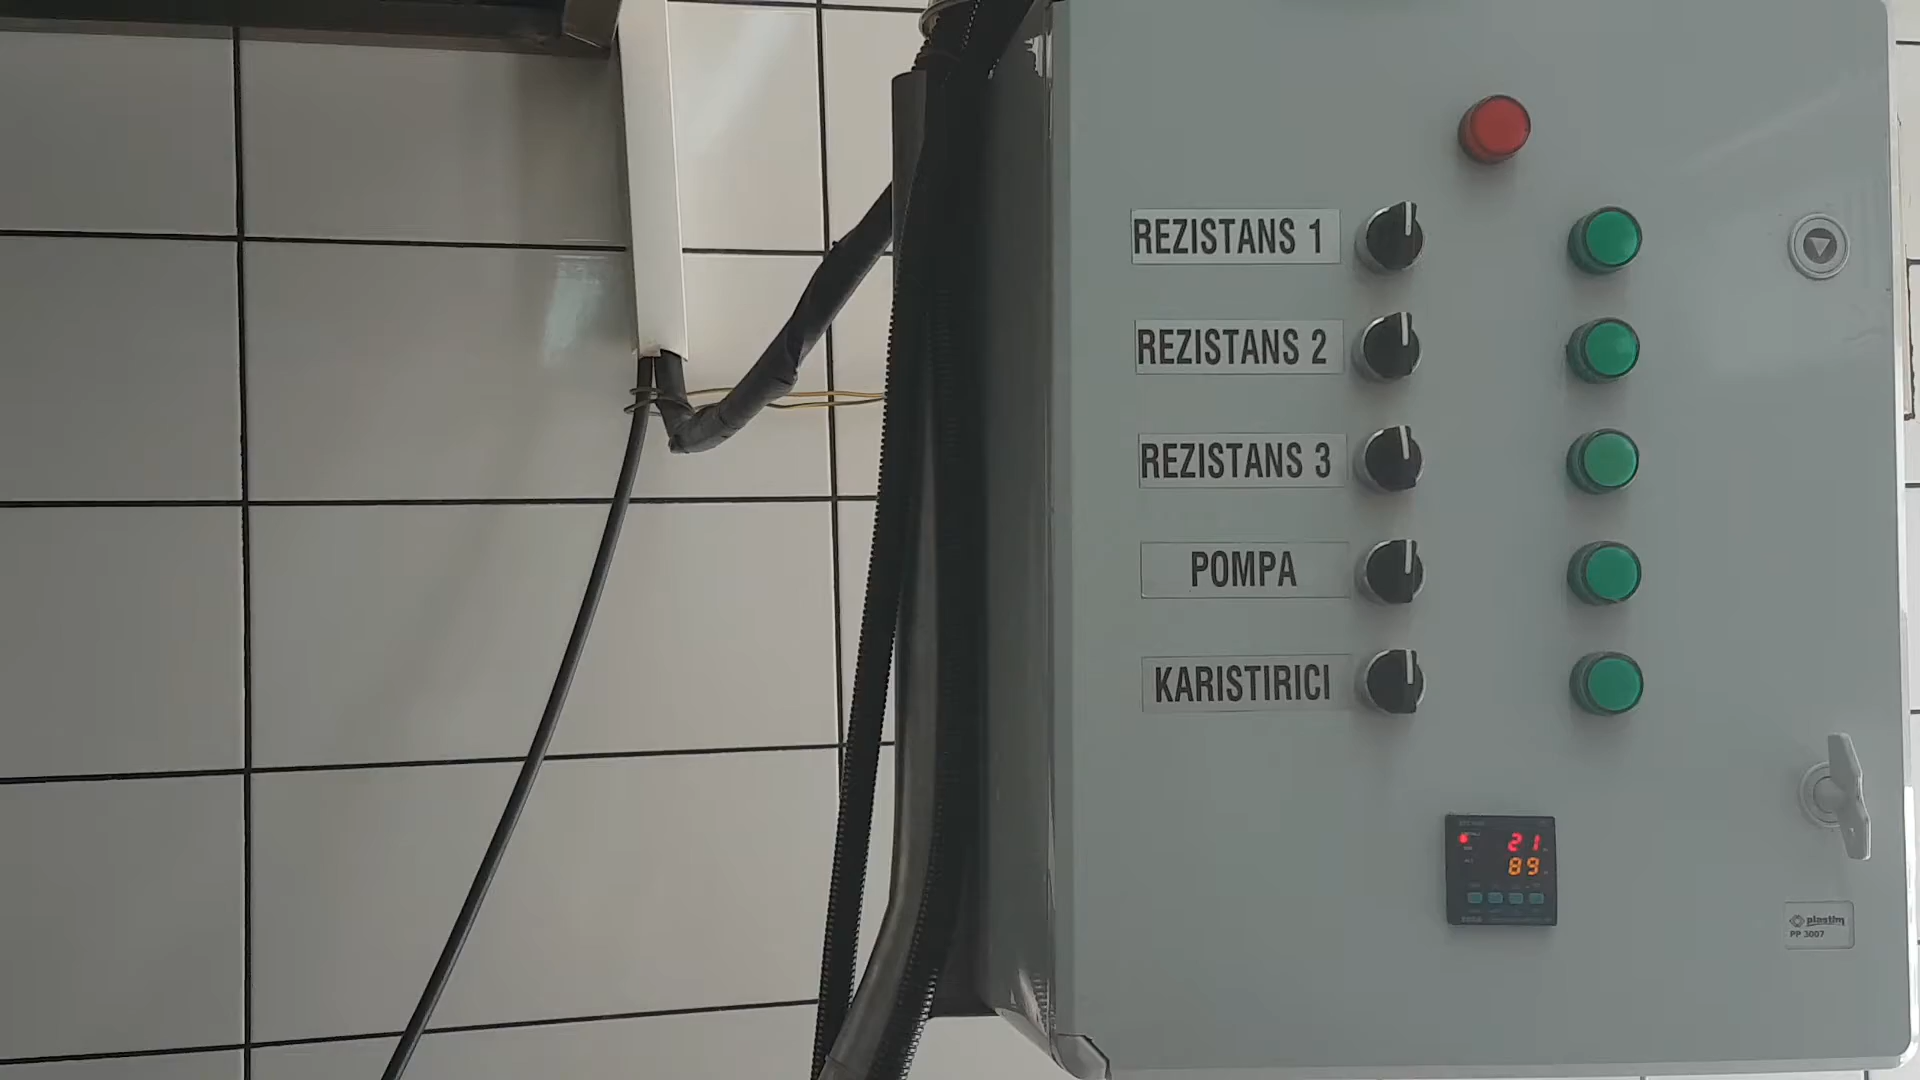 REZISTANS 1
REZISTANS 2
REZISTANS 3
POMPA
KARISTIRICI
21
89
plastim
PP 3007